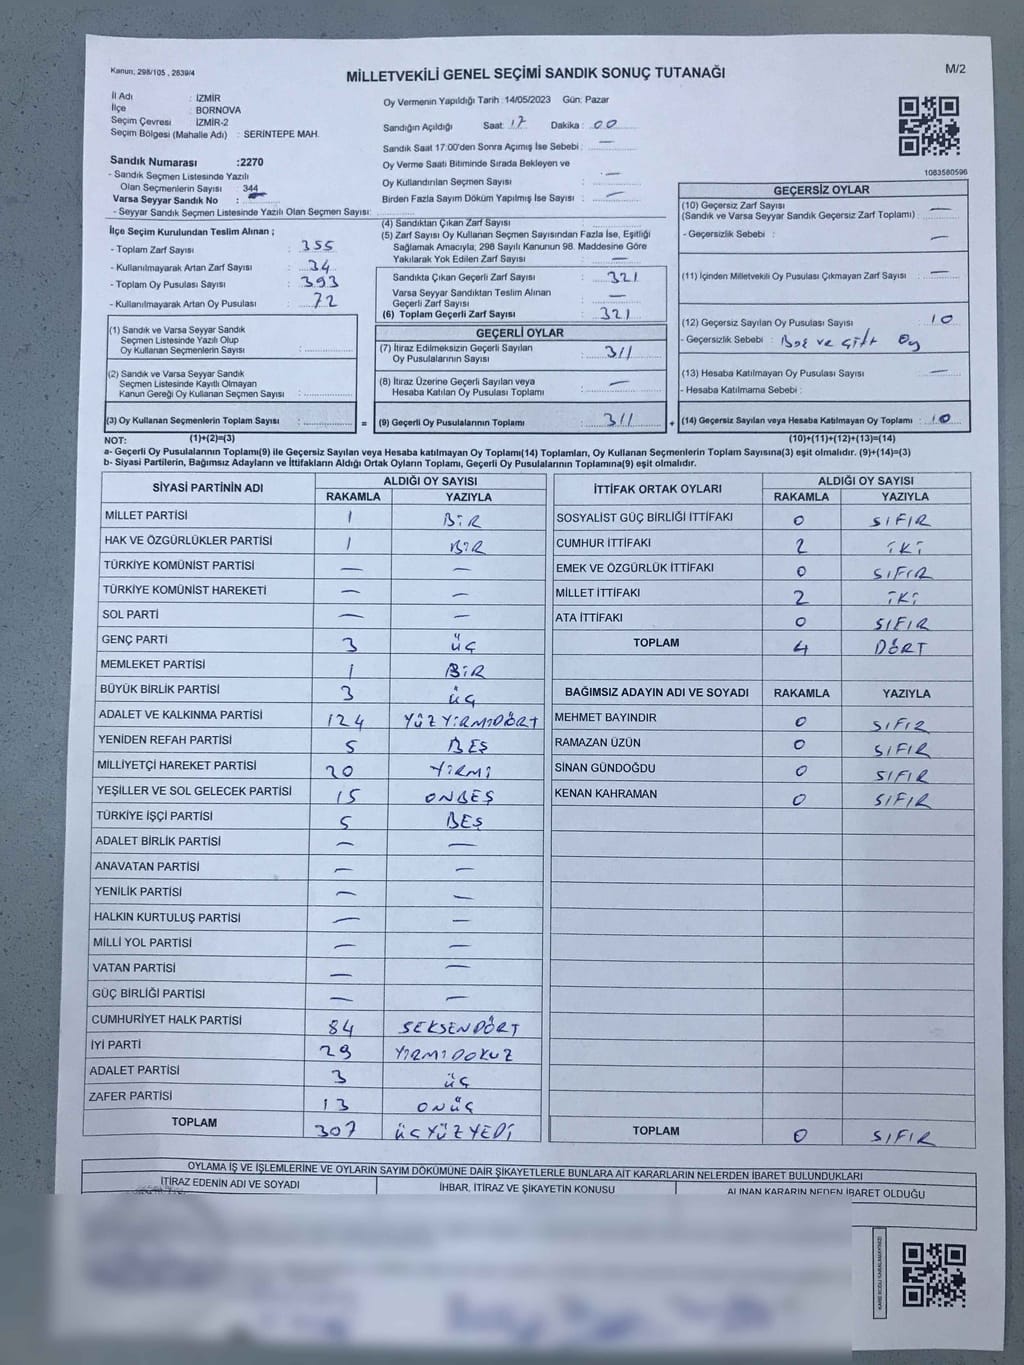 Kanun, 298/105 , 2839/4
MİLLETVEKİLİ GENEL SEÇİMİ SANDIK SONUÇ TUTANAĞI
M/2
İl Adı : İZMİR
İlçe : BORNOVA
Seçim Çevresi İZMİR-2
Seçim Bölgesi (Mahalle Adı) : SERİNTEPE MAH.
Oy Vermenin Yapıldığı Tarih : 14/05/2023 Gün: Pazar
Sandığın Açıldığı Saat: 17 Dakika : 00
Sandık Saat 17:00'den Sonra Açımış İse Sebebi : —
Oy Verme Saati Bitiminde Sırada Bekleyen ve
Oy Kullandırılan Seçmen Sayısı : —
Birden Fazla Sayım Döküm Yapılmış İse Sayısı : —
1083580596
Sandık Numarası :2270
- Sandık Seçmen Listesinde Yazılı
Olan Seçmenlerin Sayısı : 344
Varsa Seyyar Sandık No : —
- Seyyar Sandık Seçmen Listesinde Yazılı Olan Seçmen Sayısı:
İlçe Seçim Kurulundan Teslim Alınan ;
- Toplam Zarf Sayısı : 355
- Kullanılmayarak Artan Zarf Sayısı : 34
- Toplam Oy Pusulası Sayısı : 393
- Kullanılmayarak Artan Oy Pusulası : 72
(1) Sandık ve Varsa Seyyar Sandık
Seçmen Listesinde Yazılı Olup
Oy Kullanan Seçmenlerin Sayısı :
(2) Sandık ve Varsa Seyyar Sandık
Seçmen Listesinde Kayıtlı Olmayan
Kanun Gereği Oy Kullanan Seçmen Sayısı :
(3) Oy Kullanan Seçmenlerin Toplam Sayısı : =
(1)+(2)=(3)
(4) Sandıktan Çıkan Zarf Sayısı :
(5) Zarf Sayısı Oy Kullanan Seçmen Sayısından Fazla İse, Eşitliği
Sağlamak Amacıyla; 298 Sayılı Kanunun 98. Maddesine Göre
Yakılarak Yok Edilen Zarf Sayısı : —
Sandıkta Çıkan Geçerli Zarf Sayısı : 321
Varsa Seyyar Sandıktan Teslim Alınan
Geçerli Zarf Sayısı : —
(6) Toplam Geçerli Zarf Sayısı : 321
GEÇERLİ OYLAR
(7) İtiraz Edilmeksizin Geçerli Sayılan
Oy Pusulalarının Sayısı : 311
(8) İtiraz Üzerine Geçerli Sayılan veya
Hesaba Katılan Oy Pusulası Toplamı : —
(9) Geçerli Oy Pusulalarının Toplamı : 311 +
GEÇERSİZ OYLAR
(10) Geçersiz Zarf Sayısı
(Sandık ve Varsa Seyyar Sandık Geçersiz Zarf Toplamı) : —
- Geçersizlik Sebebi : —
(11) İçinden Milletvekili Oy Pusulası Çıkmayan Zarf Sayısı : —
(12) Geçersiz Sayılan Oy Pusulası Sayısı : 10
- Geçersizlik Sebebi : Boş ve Çift Oy
(13) Hesaba Katılmayan Oy Pusulası Sayısı : —
- Hesaba Katılmama Sebebi :
(14) Geçersiz Sayılan veya Hesaba Katılmayan Oy Toplamı : 10
(10)+(11)+(12)+(13)=(14)
NOT:
a- Geçerli Oy Pusulalarının Toplamı(9) ile Geçersiz Sayılan veya Hesaba katılmayan Oy Toplamı(14) Toplamları, Oy Kullanan Seçmenlerin Toplam Sayısına(3) eşit olmalıdır. (9)+(14)=(3)
b- Siyasi Partilerin, Bağımsız Adayların ve İttifakların Aldığı Ortak Oyların Toplamı, Geçerli Oy Pusulalarının Toplamına(9) eşit olmalıdır.
SİYASİ PARTİNİN ADI ALDIĞI OY SAYISI
RAKAMLA YAZIYLA
MİLLET PARTİSİ 1 BİR
HAK VE ÖZGÜRLÜKLER PARTİSİ 1 BİR
TÜRKİYE KOMÜNİST PARTİSİ — —
TÜRKİYE KOMÜNİST HAREKETİ — —
SOL PARTİ — —
GENÇ PARTİ 3 ÜÇ
MEMLEKET PARTİSİ 1 BİR
BÜYÜK BİRLİK PARTİSİ 3 ÜÇ
ADALET VE KALKINMA PARTİSİ 124 YÜZYİRMİDÖRT
YENİDEN REFAH PARTİSİ 5 BEŞ
MİLLİYETÇİ HAREKET PARTİSİ 20 YİRMİ
YEŞİLLER VE SOL GELECEK PARTİSİ 15 ONBEŞ
TÜRKİYE İŞÇİ PARTİSİ 5 BEŞ
ADALET BİRLİK PARTİSİ — —
ANAVATAN PARTİSİ — —
YENİLİK PARTİSİ — —
HALKIN KURTULUŞ PARTİSİ — —
MİLLİ YOL PARTİSİ — —
VATAN PARTİSİ — —
GÜÇ BİRLİĞİ PARTİSİ — —
CUMHURİYET HALK PARTİSİ 84 SEKSENDÖRT
İYİ PARTİ 29 YİRMİDOKUZ
ADALET PARTİSİ 3 ÜÇ
ZAFER PARTİSİ 13 ONÜÇ
TOPLAM 307 ÜÇYÜZYEDİ
İTTİFAK ORTAK OYLARI ALDIĞI OY SAYISI
RAKAMLA YAZIYLA
SOSYALİST GÜÇ BİRLİĞİ İTTİFAKI 0 SIFIR
CUMHUR İTTİFAKI 2 İKİ
EMEK VE ÖZGÜRLÜK İTTİFAKI 0 SIFIR
MİLLET İTTİFAKI 2 İKİ
ATA İTTİFAKI 0 SIFIR
TOPLAM 4 DÖRT
BAĞIMSIZ ADAYIN ADI VE SOYADI RAKAMLA YAZIYLA
MEHMET BAYINDIR 0 SIFIR
RAMAZAN ÜZÜN 0 SIFIR
SİNAN GÜNDOĞDU 0 SIFIR
KENAN KAHRAMAN 0 SIFIR
TOPLAM 0 SIFIR
OYLAMA İŞ VE İŞLEMLERİNE VE OYLARIN SAYIM DÖKÜMÜNE DAİR ŞİKAYETLERLE BUNLARA AİT KARARLARIN NELERDEN İBARET BULUNDUKLARI
İTİRAZ EDENİN ADI VE SOYADI İHBAR, İTİRAZ VE ŞİKAYETİN KONUSU ALINAN KARARIN NEDEN İBARET OLDUĞU
KARE KODU KARALAMAYINIZ!